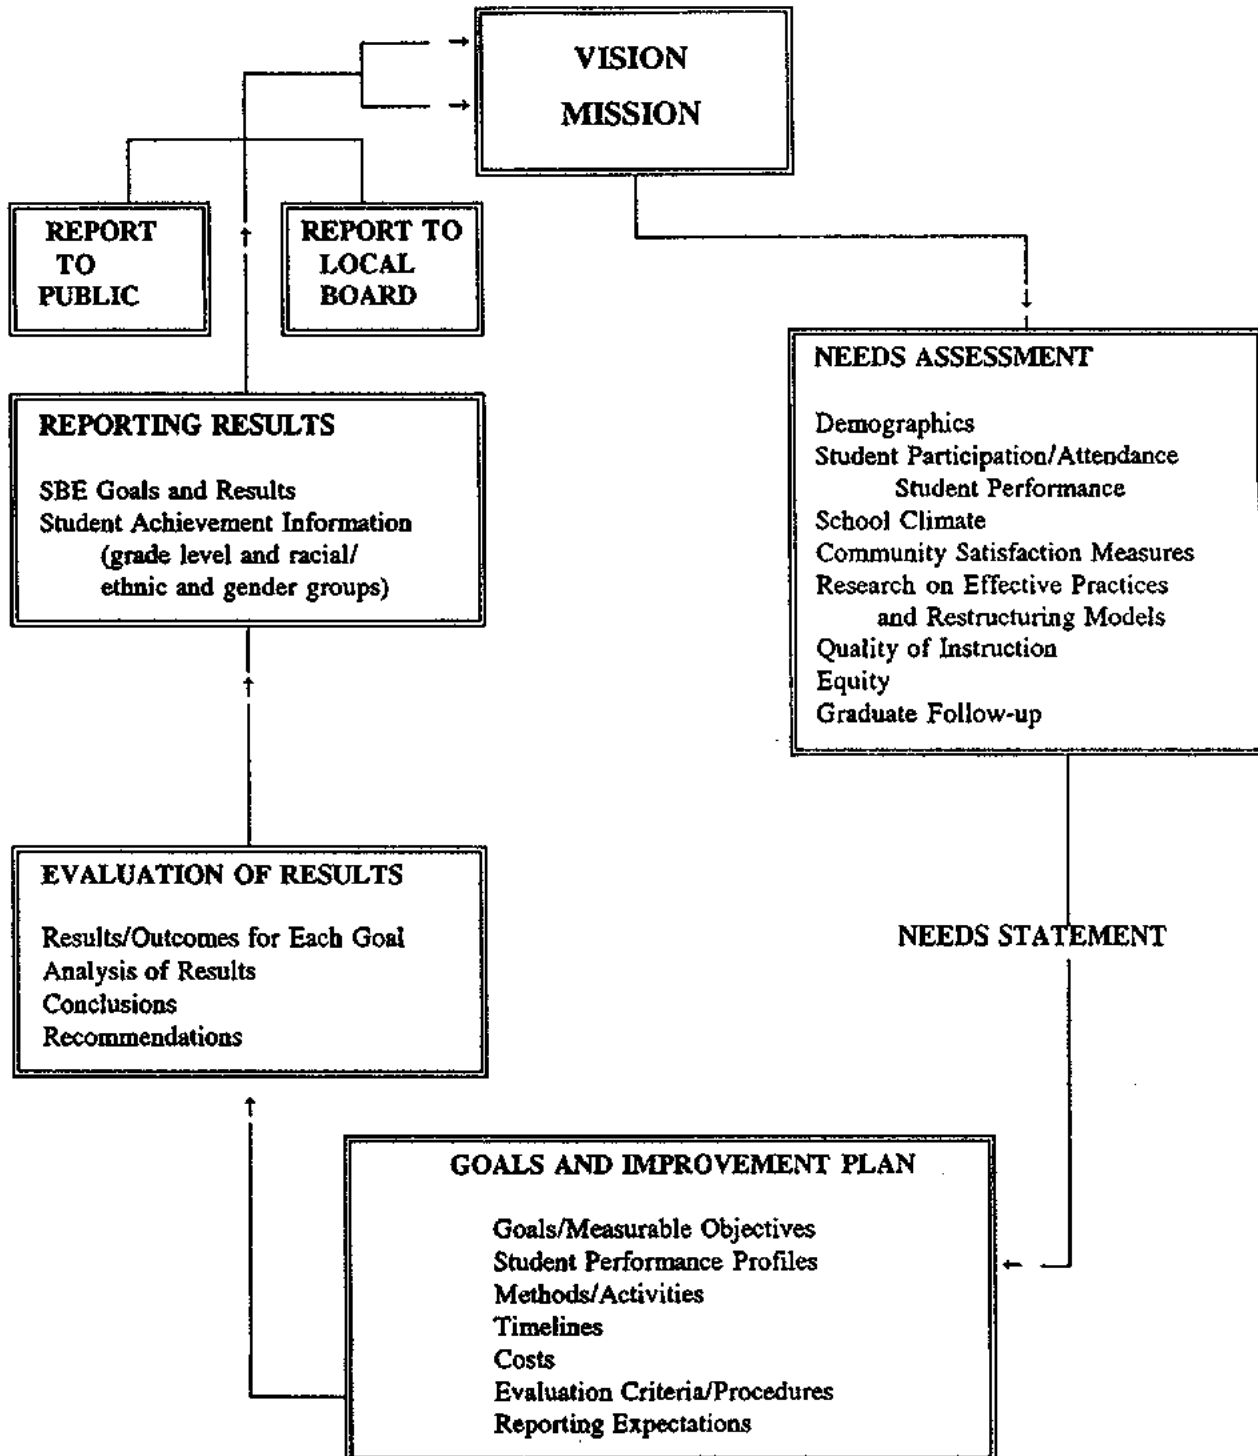 VISION
MISSION
REPORT
TO
PUBLIC
REPORT TO
LOCAL
BOARD
NEEDS ASSESSMENT
Demographics
Student Participation/Attendance
Student Performance
School Climate
Community Satisfaction Measures
Research on Effective Practices
and Restructuring Models
Quality of Instruction
Equity
Graduate Follow-up
REPORTING RESULTS
SBE Goals and Results
Student Achievement Information
(grade level and racial/
ethnic and gender groups)
EVALUATION OF RESULTS
Results/Outcomes for Each Goal
Analysis of Results
Conclusions
Recommendations
NEEDS STATEMENT
GOALS AND IMPROVEMENT PLAN
Goals/Measurable Objectives
Student Performance Profiles
Methods/Activities
Timelines
Costs
Evaluation Criteria/Procedures
Reporting Expectations